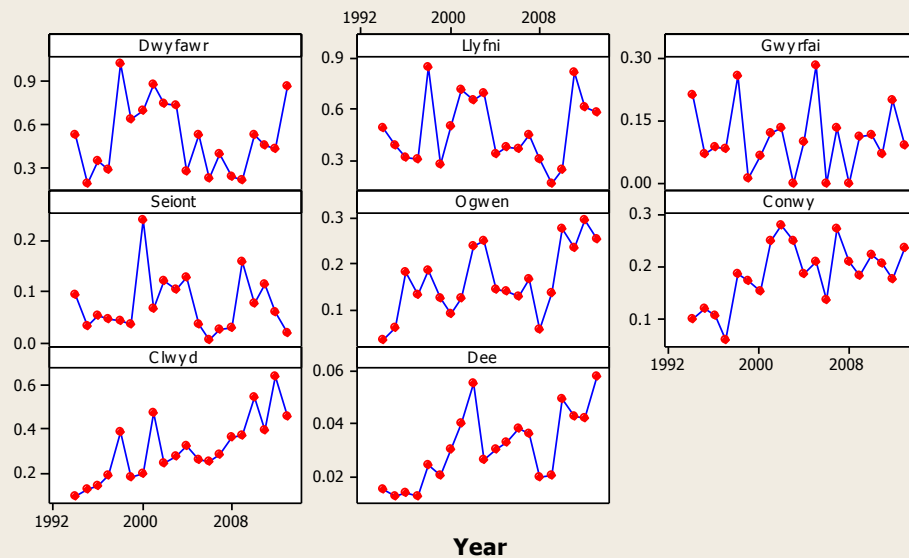 1992 2000 2008
Dwyfawr Llyfni Gwyrfai
0.9 0.9 0.30
0.6 0.6 0.15
0.3 0.3 0.00
Seiont Ogwen Conwy
0.2 0.3 0.3
0.1 0.2 0.2
0.0 0.1 0.1
Clwyd Dee
1992 2000 2008
0.6 0.06
0.4 0.04
0.2 0.02
1992 2000 2008
Year